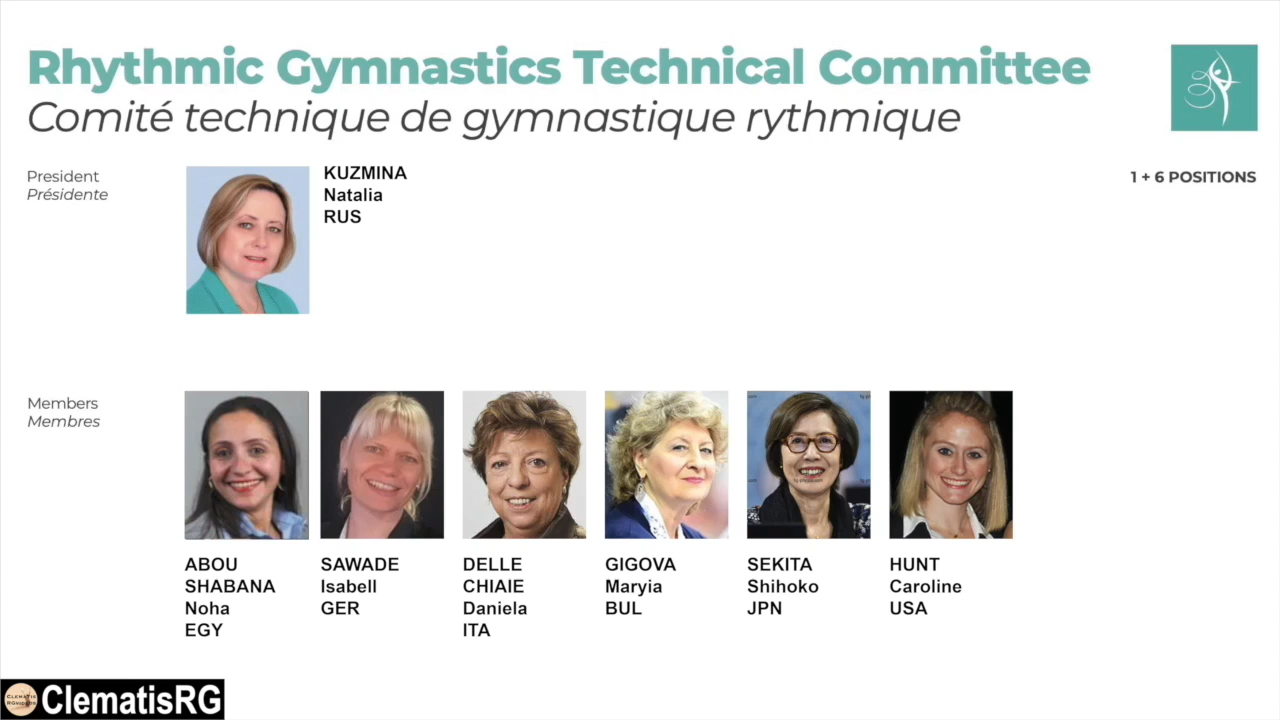 Rhythmic Gymnastics Technical Committee
Comité technique de gymnastique rythmique
President
Présidente
KUZMINA
Natalia
RUS
1 + 6 POSITIONS
Members
Membres
ABOU
SHABANA
Noha
EGY
SAWADE
Isabell
GER
DELLE
CHIAIE
Daniela
ITA
GIGOVA
Maryia
BUL
SEKITA
Shihoko
JPN
HUNT
Caroline
USA
ClematisRG